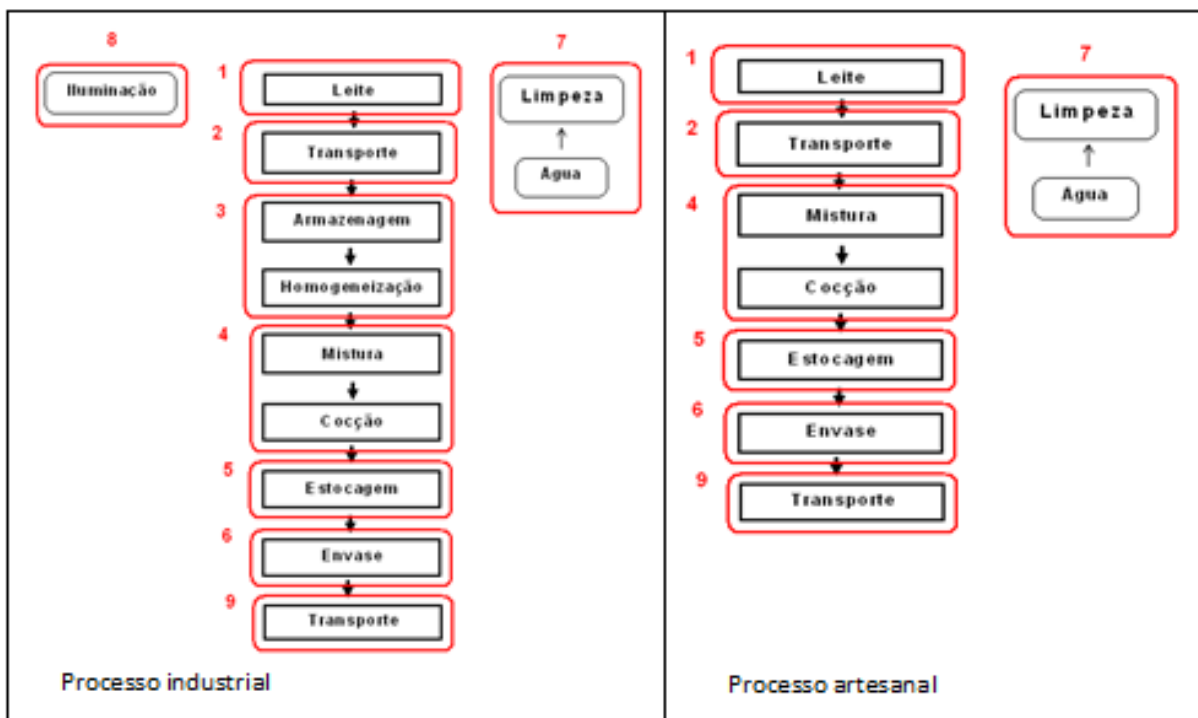 8
Iluminação
1
Leite
2
Transporte
3
Armazenagem
Homogeneização
4
Mistura
Cocção
5
Estocagem
6
Envase
9
Transporte
7
Limpeza
Agua
Processo industrial
1
Leite
2
Transporte
4
Mistura
Cocção
5
Estocagem
6
Envase
9
Transporte
7
Limpeza
Agua
Processo artesanal